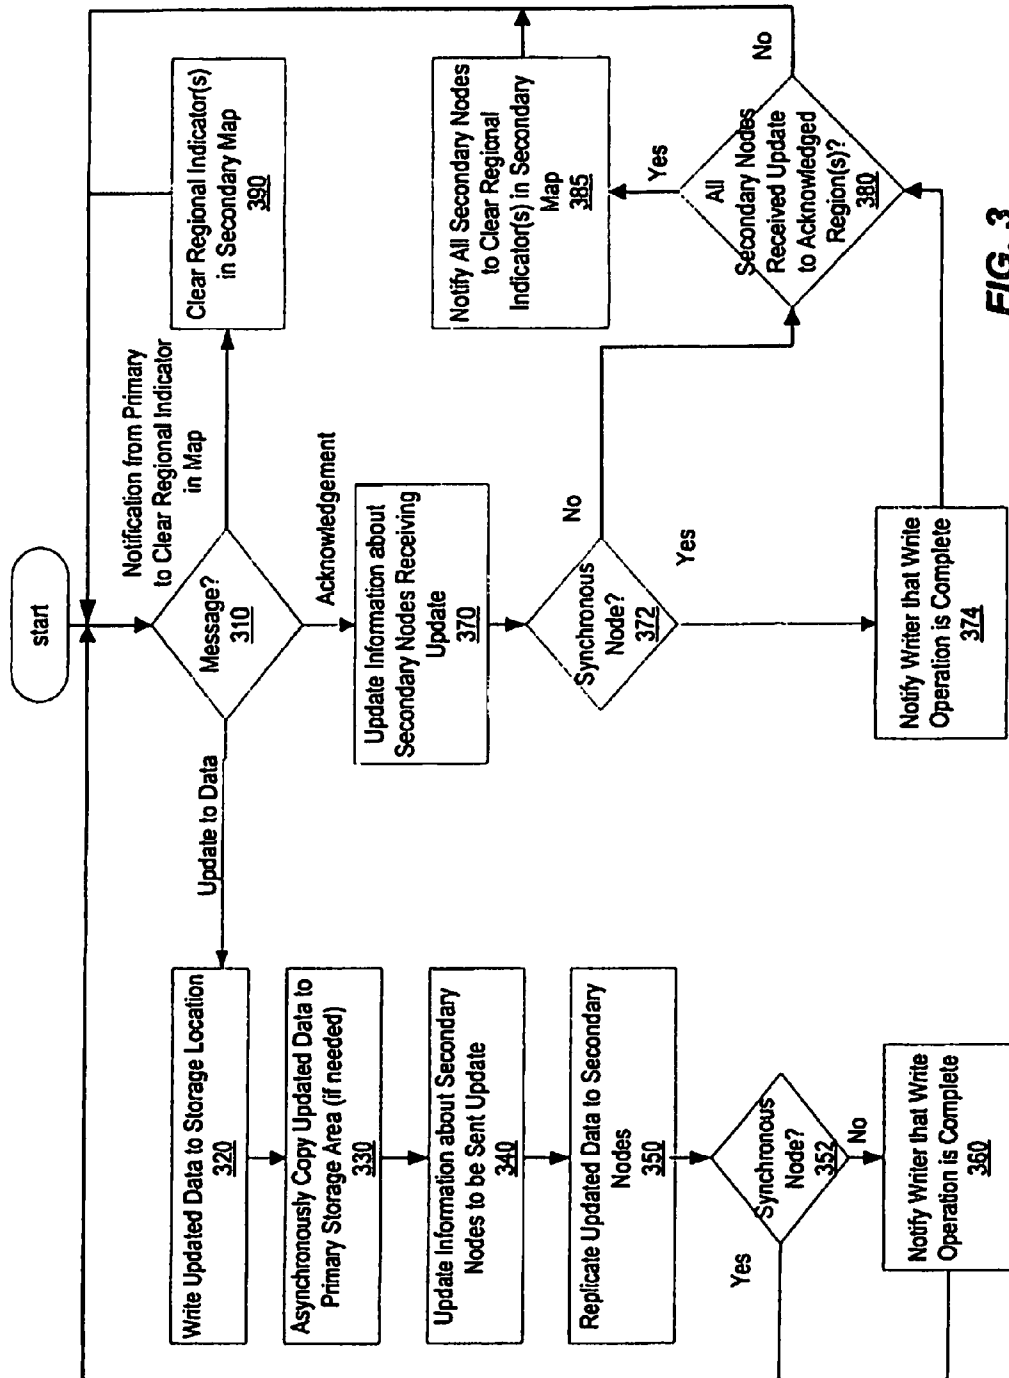 start
Message?
310
Update to Data
Notification from Primary
to Clear Regional Indicator
in Map
Acknowledgement
Write Updated Data to Storage Location
320
Asynchronously Copy Updated Data to
Primary Storage Area (if needed)
330
Update Information about Secondary
Nodes to be Sent Update
340
Replicate Updated Data to Secondary
Nodes
350
Synchronous
Node?
352
Yes
No
Notify Writer that Write
Operation is Complete
360
Update Information about
Secondary Nodes Receiving
Update
370
Synchronous
Node?
372
No
Yes
Notify Writer that Write
Operation is Complete
374
Clear Regional Indicator(s)
in Secondary Map
390
Notify All Secondary Nodes
to Clear Regional
Indicator(s) in Secondary
Map
385
Yes
No
All
Secondary Nodes
Received Update
to Acknowledged
Region(s)?
380
FIG. 3